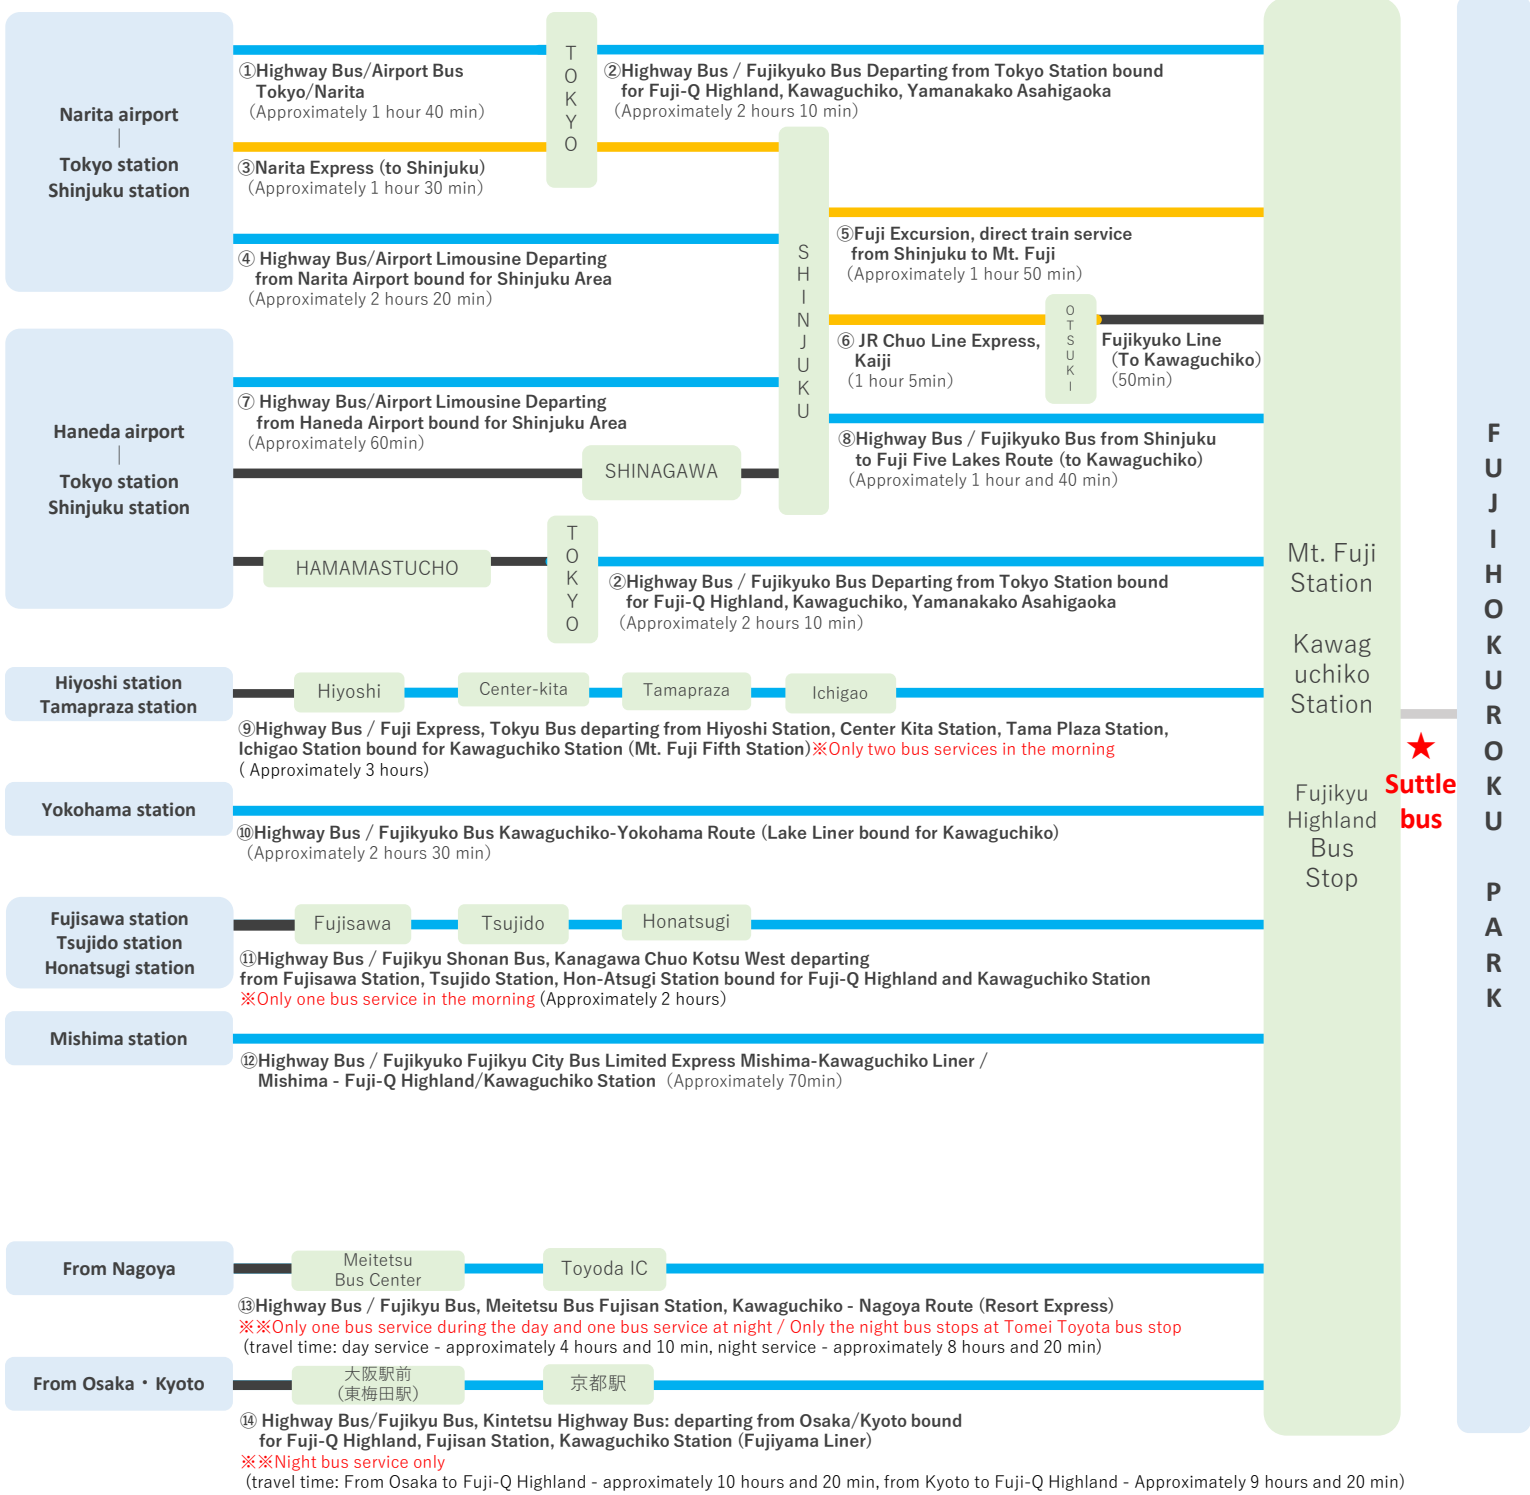 Narita airport
｜
Tokyo station
Shinjuku station
①Highway Bus/Airport Bus
Tokyo/Narita
(Approximately 1 hour 40 min)
TOKYO
②Highway Bus / Fujikyuko Bus Departing from Tokyo Station bound
for Fuji-Q Highland, Kawaguchiko, Yamanakako Asahigaoka
(Approximately 2 hours 10 min)
③Narita Express (to Shinjuku)
(Approximately 1 hour 30 min)
④ Highway Bus/Airport Limousine Departing
from Narita Airport bound for Shinjuku Area
(Approximately 2 hours 20 min)
SHINJUKU
⑤Fuji Excursion, direct train service
from Shinjuku to Mt. Fuji
(Approximately 1 hour 50 min)
⑥ JR Chuo Line Express,
Kaiji
(1 hour 5min)
OTSUKI
Fujikyuko Line
(To Kawaguchiko)
(50min)
Haneda airport
｜
Tokyo station
Shinjuku station
⑦ Highway Bus/Airport Limousine Departing
from Haneda Airport bound for Shinjuku Area
(Approximately 60min)
SHINAGAWA
⑧Highway Bus / Fujikyuko Bus from Shinjuku
to Fuji Five Lakes Route (to Kawaguchiko)
(Approximately 1 hour and 40 min)
HAMAMASTUCHO
TOKYO
②Highway Bus / Fujikyuko Bus Departing from Tokyo Station bound
for Fuji-Q Highland, Kawaguchiko, Yamanakako Asahigaoka
(Approximately 2 hours 10 min)
Hiyoshi station
Tamapraza station
Hiyoshi
Center-kita
Tamapraza
Ichigao
⑨Highway Bus / Fuji Express, Tokyu Bus departing from Hiyoshi Station, Center Kita Station, Tama Plaza Station,
Ichigao Station bound for Kawaguchiko Station (Mt. Fuji Fifth Station)※Only two bus services in the morning
( Approximately 3 hours)
Yokohama station
⑩Highway Bus / Fujikyuko Bus Kawaguchiko-Yokohama Route (Lake Liner bound for Kawaguchiko)
(Approximately 2 hours 30 min)
Fujisawa station
Tsujido station
Honatsugi station
Fujisawa
Tsujido
Honatsugi
⑪Highway Bus / Fujikyu Shonan Bus, Kanagawa Chuo Kotsu West departing
from Fujisawa Station, Tsujido Station, Hon-Atsugi Station bound for Fuji-Q Highland and Kawaguchiko Station
※Only one bus service in the morning (Approximately 2 hours)
Mishima station
⑫Highway Bus / Fujikyuko Fujikyu City Bus Limited Express Mishima-Kawaguchiko Liner /
Mishima - Fuji-Q Highland/Kawaguchiko Station (Approximately 70min)
From Nagoya
Meitetsu
Bus Center
Toyoda IC
⑬Highway Bus / Fujikyu Bus, Meitetsu Bus Fujisan Station, Kawaguchiko - Nagoya Route (Resort Express)
※※Only one bus service during the day and one bus service at night / Only the night bus stops at Tomei Toyota bus stop
(travel time: day service - approximately 4 hours and 10 min, night service - approximately 8 hours and 20 min)
From Osaka・Kyoto
大阪駅前
(東梅田駅)
京都駅
⑭ Highway Bus/Fujikyu Bus, Kintetsu Highway Bus: departing from Osaka/Kyoto bound
for Fuji-Q Highland, Fujisan Station, Kawaguchiko Station (Fujiyama Liner)
※※Night bus service only
(travel time: From Osaka to Fuji-Q Highland - approximately 10 hours and 20 min, from Kyoto to Fuji-Q Highland - Approximately 9 hours and 20 min)
Mt. Fuji
Station
Kawag
uchiko
Station
Fujikyu
Highland
Bus
Stop
★
Suttle
bus
FUJIHOKUROKU PARK